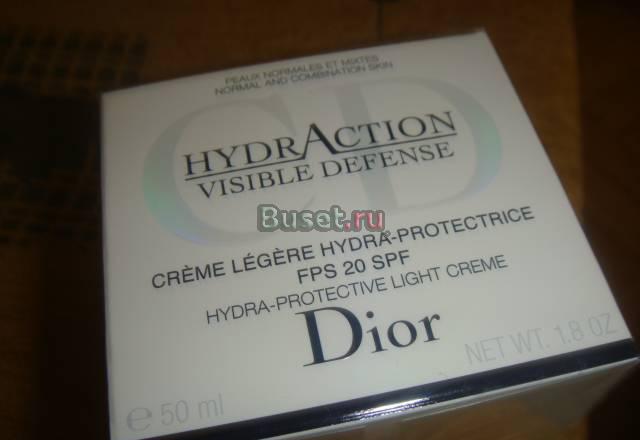 PEAUX NORMALES ET MIXTES
NORMAL AND COMBINATION SKIN
CD
HYDRACTION
VISIBLE DEFENSE
Buset.ru
CRÈME LÉGÈRE HYDRA-PROTECTRICE
FPS 20 SPF
HYDRA-PROTECTIVE LIGHT CREME
Dior
℮ 50 ml
NET WT. 1.8 OZ